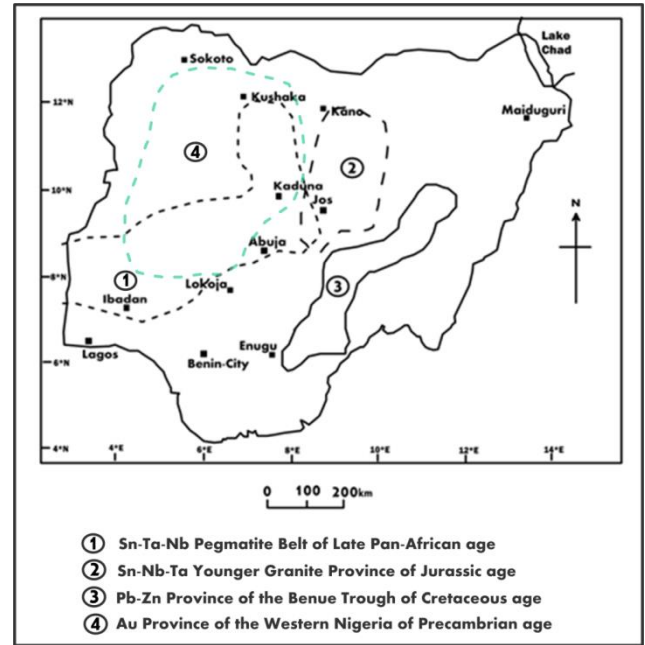 Lake
Chad
Sokoto
12°N
Kushaka
Kano
Maiduguri
4
2
10°N
Kaduna
Jos
N
Abuja
8°N
1
Lokoja
3
Ibadan
Lagos
Enugu
6°N
Benin-City
4°N
4°E
6°E
8°E
10°E
12°E
14°E
0 100 200km
1 Sn-Ta-Nb Pegmatite Belt of Late Pan-African age
2 Sn-Nb-Ta Younger Granite Province of Jurassic age
3 Pb-Zn Province of the Benue Trough of Cretaceous age
4 Au Province of the Western Nigeria of Precambrian age